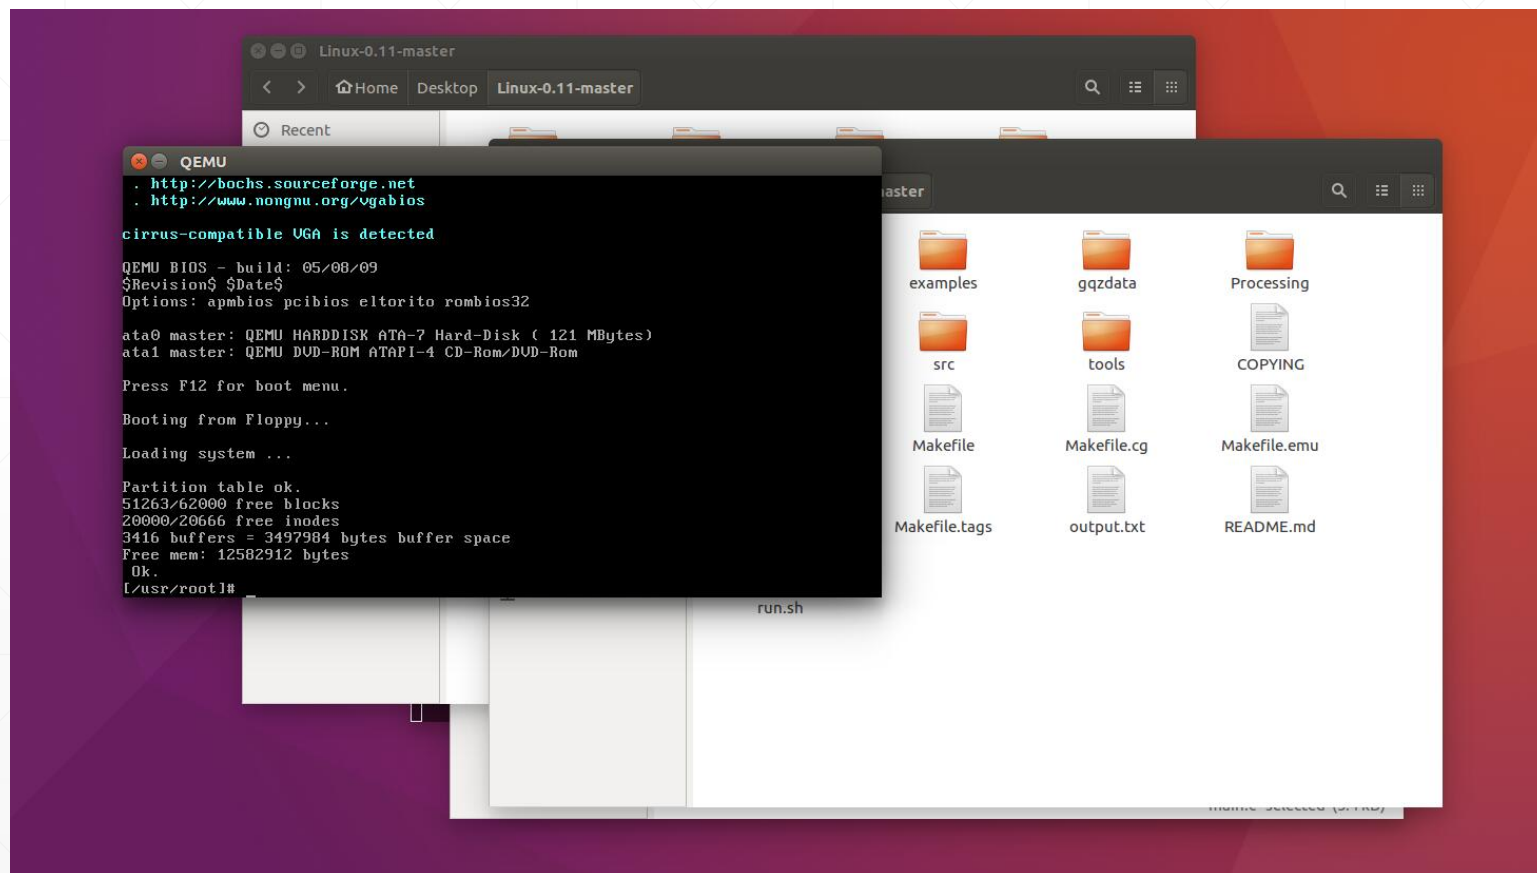 Linux-0.11-master
Home Desktop Linux-0.11-master
Recent
QEMU
. http://bochs.sourceforge.net
. http://www.nongnu.org/vgabios
cirrus-compatible VGA is detected
QEMU BIOS - build: 05/08/09
$Revision$ $Date$
Options: apmbios pcibios eltorito rombios32
ata0 master: QEMU HARDDISK ATA-7 Hard-Disk ( 121 MBytes)
ata1 master: QEMU DVD-ROM ATAPI-4 CD-Rom/DVD-Rom
Press F12 for boot menu.
Booting from Floppy...
Loading system ...
Partition table ok.
51263/62000 free blocks
20000/20666 free inodes
3416 buffers = 3497984 bytes buffer space
Free mem: 12582912 bytes
Ok.
[/usr/root]# _
aster
examples gqzdata Processing
src tools COPYING
Makefile Makefile.cg Makefile.emu
Makefile.tags output.txt README.md
run.sh